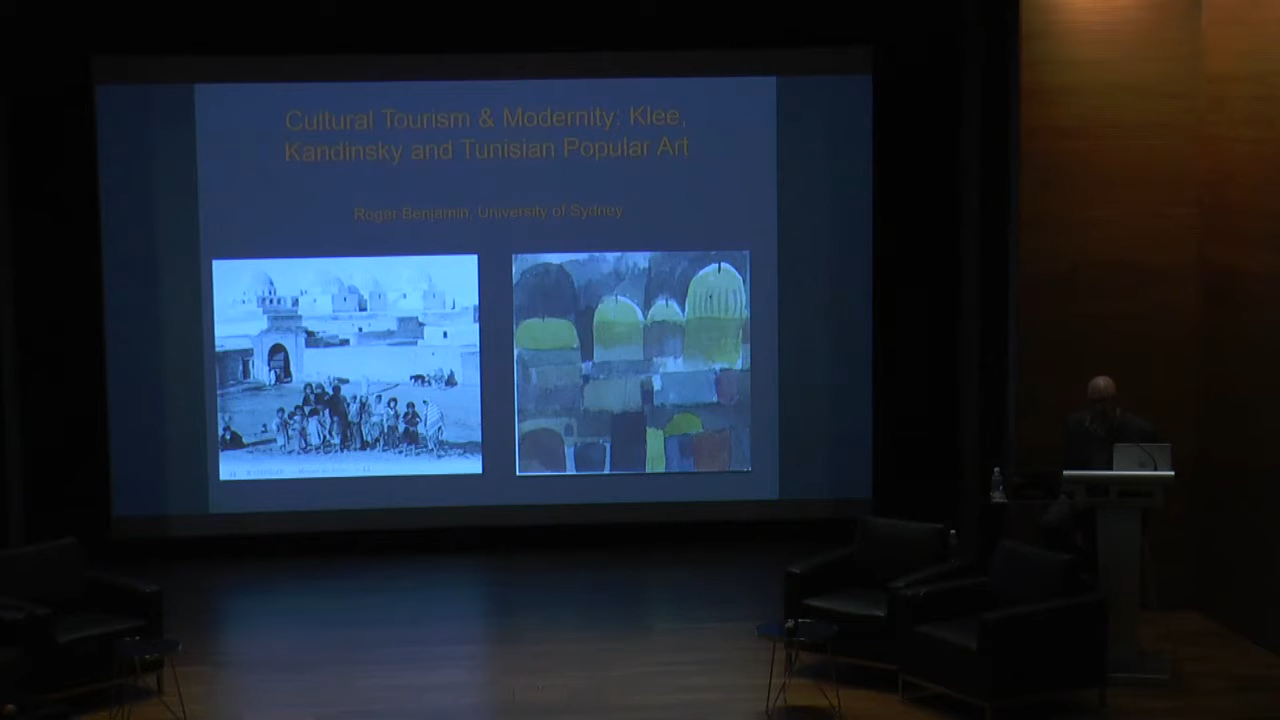 Cultural Tourism & Modernity: Klee,
Kandinsky and Tunisian Popular Art
Roger Benjamin, University of Sydney